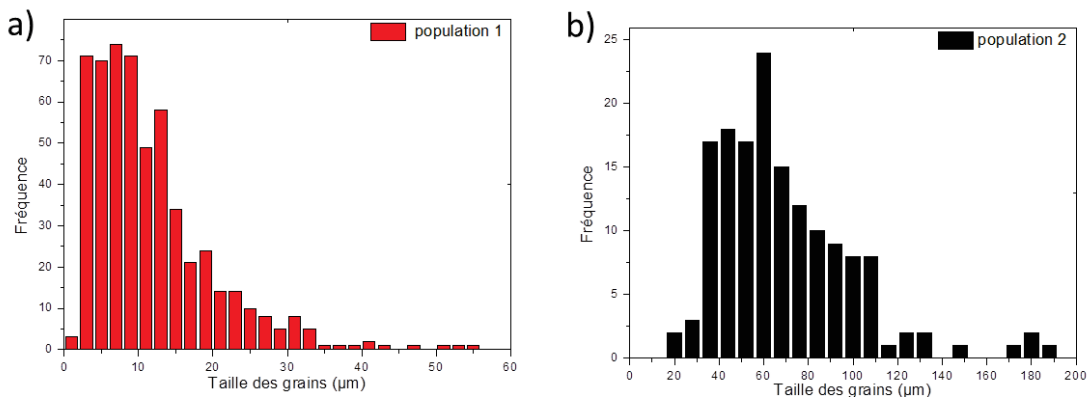 a)
population 1
Fréquence
70
60
50
40
30
20
10
0
0 10 20 30 40 50 60
Taille des grains (µm)
b)
population 2
Fréquence
25
20
15
10
5
0
0 20 40 60 80 100 120 140 160 180 200
Taille des grains (µm)